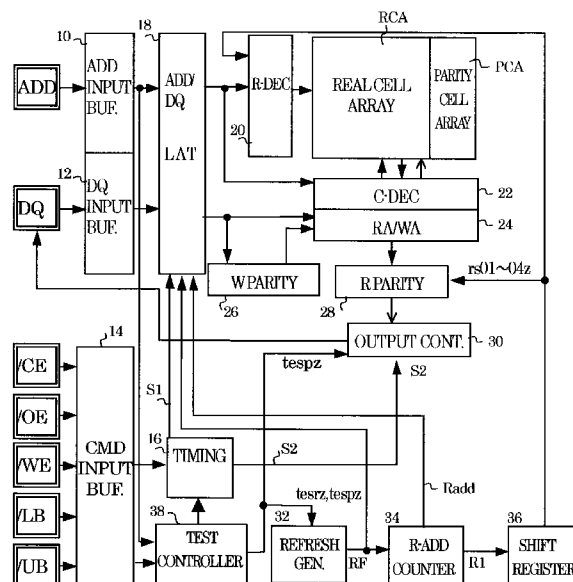 RCA
10
18
PCA
ADD
ADD
INPUT
BUF.
ADD/
DQ
LAT
R-DEC
20
REAL CELL
ARRAY
PARITY
CELL
ARRAY
12
DQ
DQ
INPUT
BUF.
C-DEC
22
RA/WA
24
W PARITY
26
R PARITY
28
rs01~04z
OUTPUT CONT.
30
14
tespz
S1
S2
/CE
/OE
/WE
/LB
/UB
CMD
INPUT
BUF.
16
TIMING
S2
Radd
38
TEST
CONTROLLER
tesrz,tespz
32
REFRESH
GEN.
RF
34
R-ADD
COUNTER
R1
36
SHIFT
REGISTER